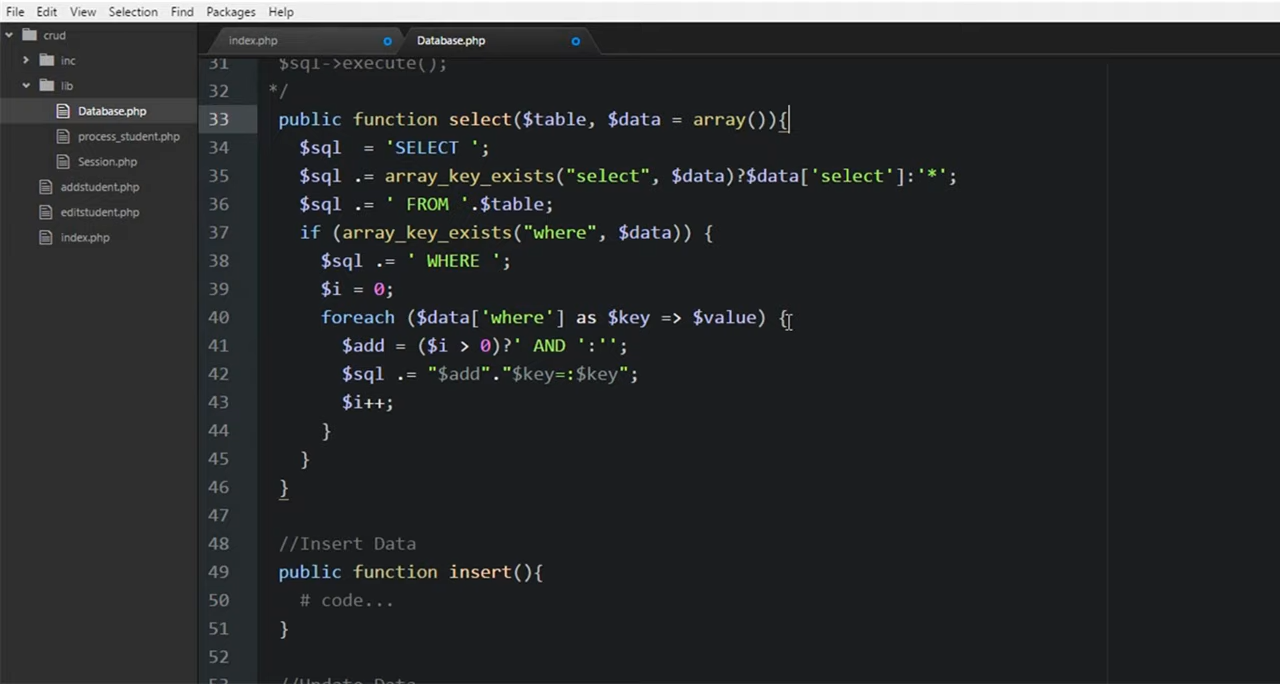 File Edit View Selection Find Packages Help
crud
inc
lib
Database.php
process_student.php
Session.php
addstudent.php
editstudent.php
index.php
index.php Database.php
31 $sql->execute();
32 */
33 public function select($table, $data = array()){
34 $sql  = 'SELECT ';
35 $sql .= array_key_exists("select", $data)?$data['select']:'*';
36 $sql .= ' FROM '.$table;
37 if (array_key_exists("where", $data)) {
38 $sql .= ' WHERE ';
39 $i = 0;
40 foreach ($data['where'] as $key => $value) {
41 $add = ($i > 0)?' AND ':'';
42 $sql .= "$add"."$key=:$key";
43 $i++;
44 }
45 }
46 }
47
48 //Insert Data
49 public function insert(){
50 # code...
51 }
52
53 //Update Data